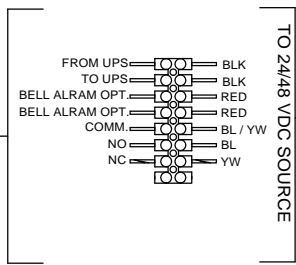 FROM UPS BLK
TO UPS BLK
BELL ALRAM OPT. RED
BELL ALRAM OPT. RED
COMM. BL / YW
NO BL
NC YW
TO 24/48 VDC SOURCE